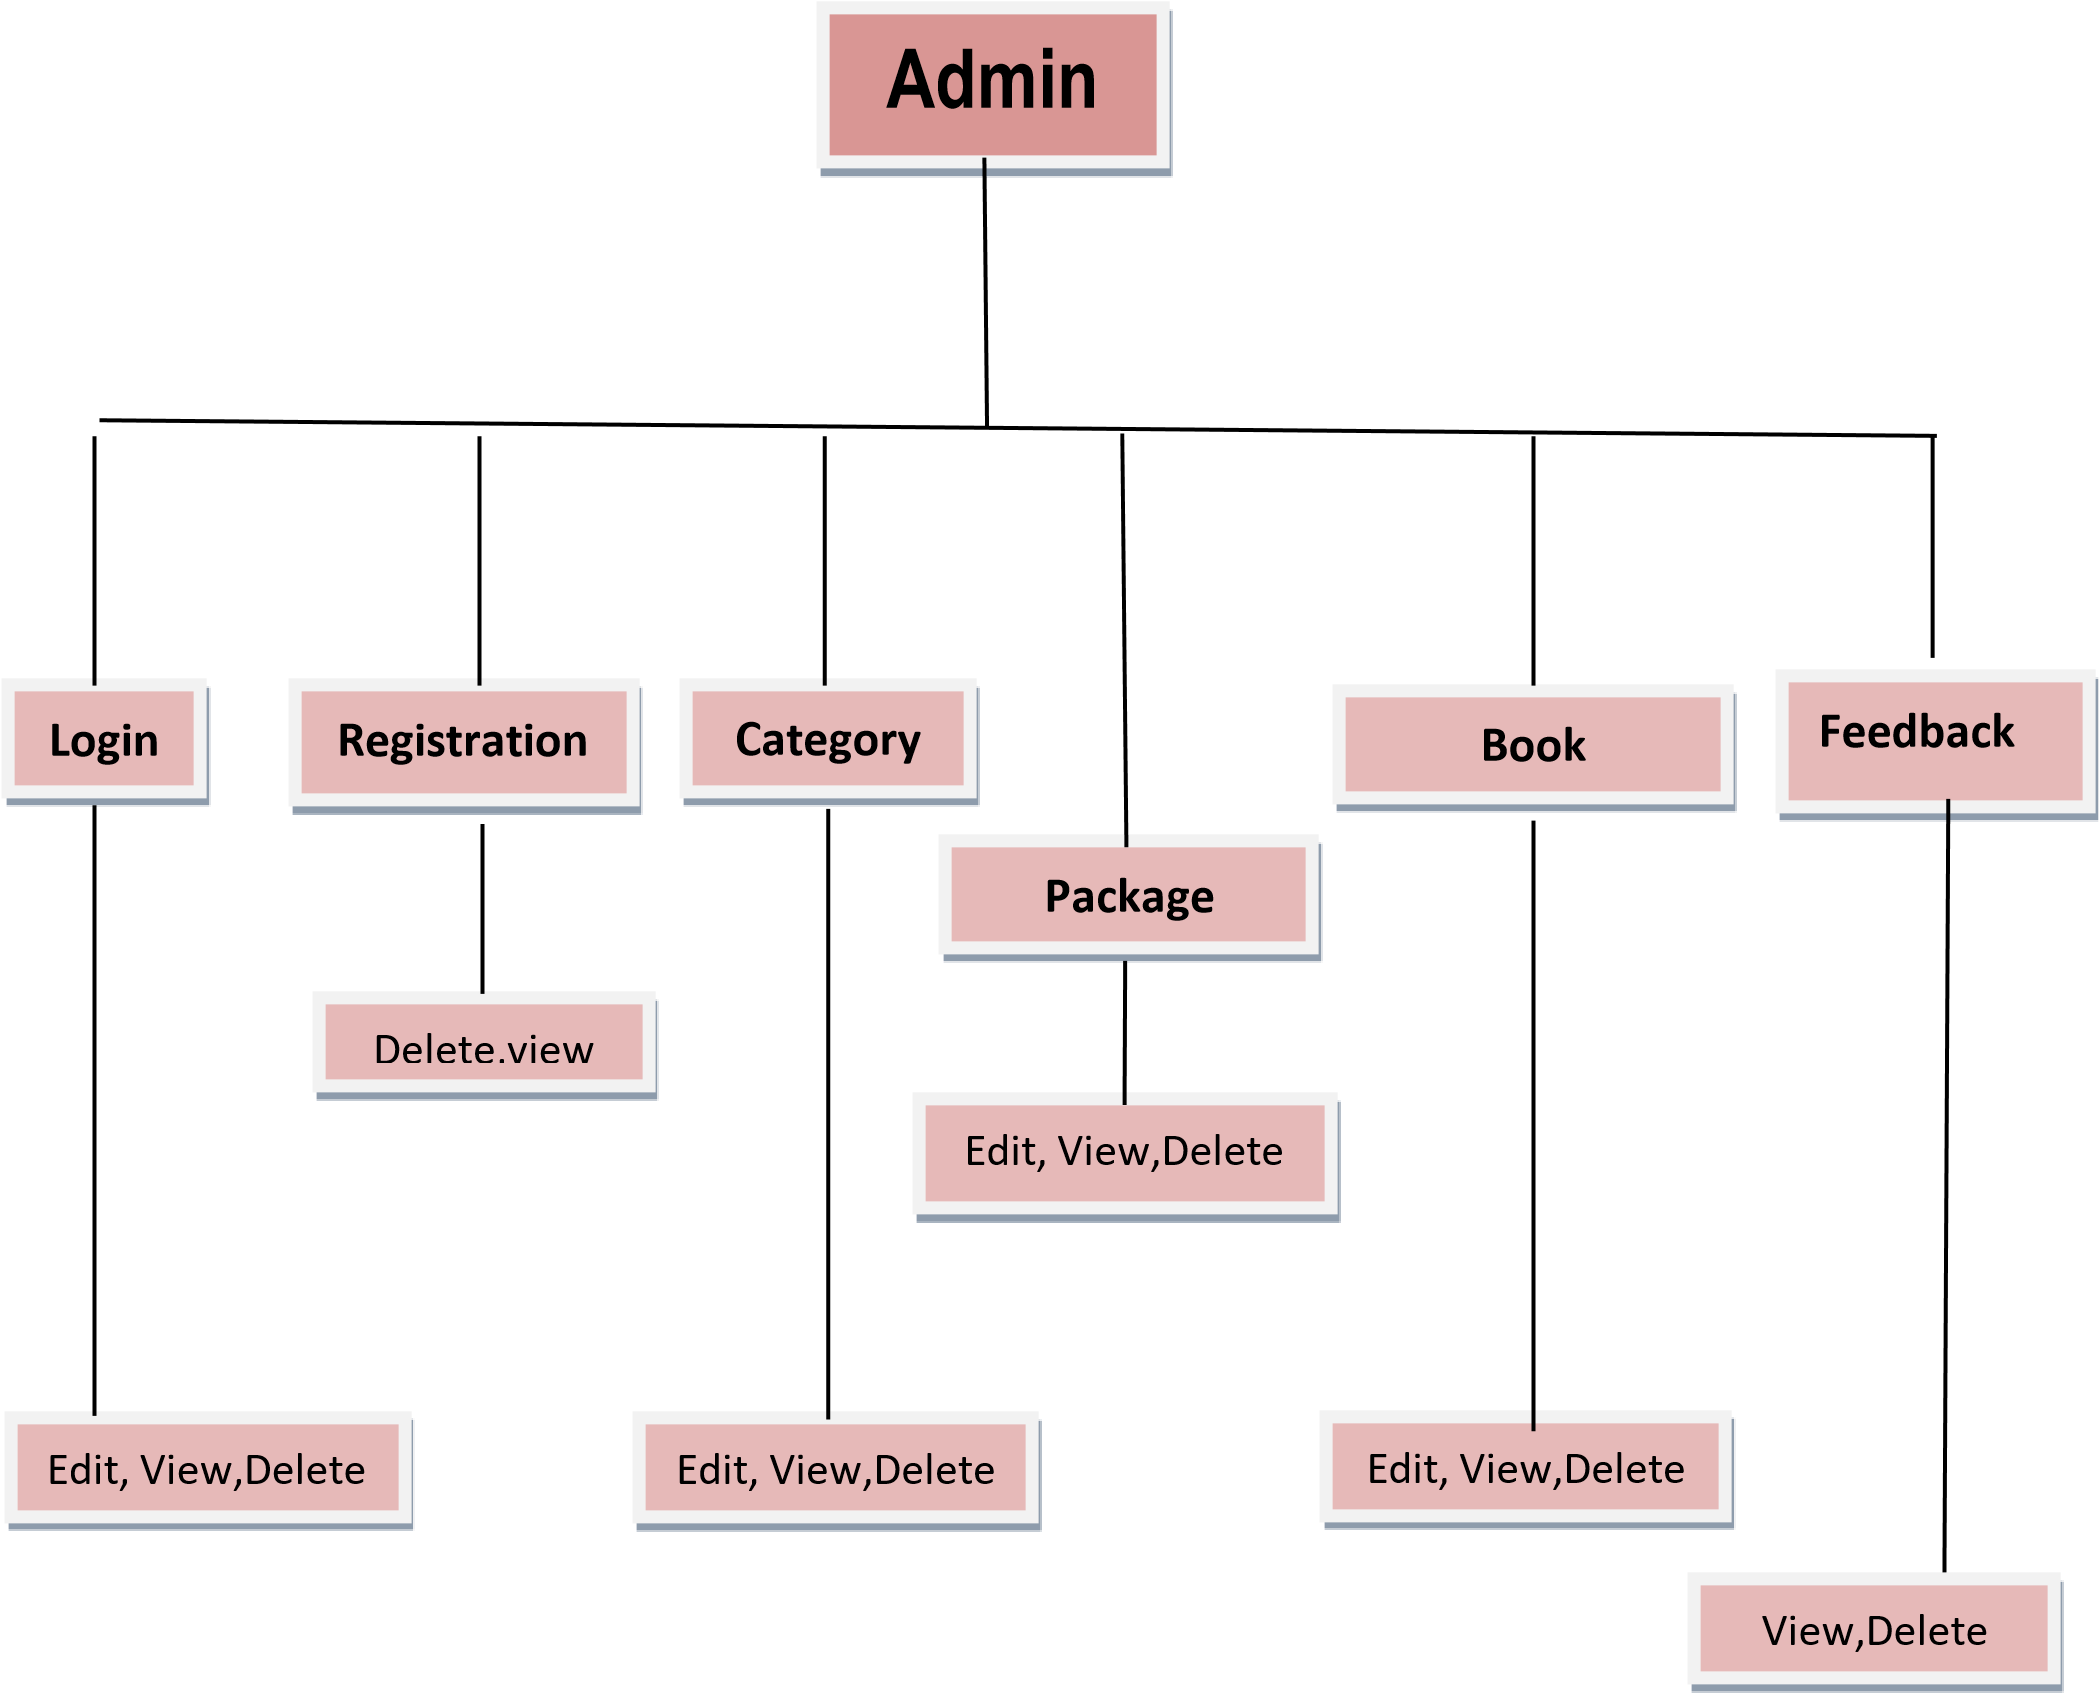 Admin
Login
Registration
Category
Package
Book
Feedback
Delete.view
Edit, View,Delete
Edit, View,Delete
Edit, View,Delete
Edit, View,Delete
View,Delete